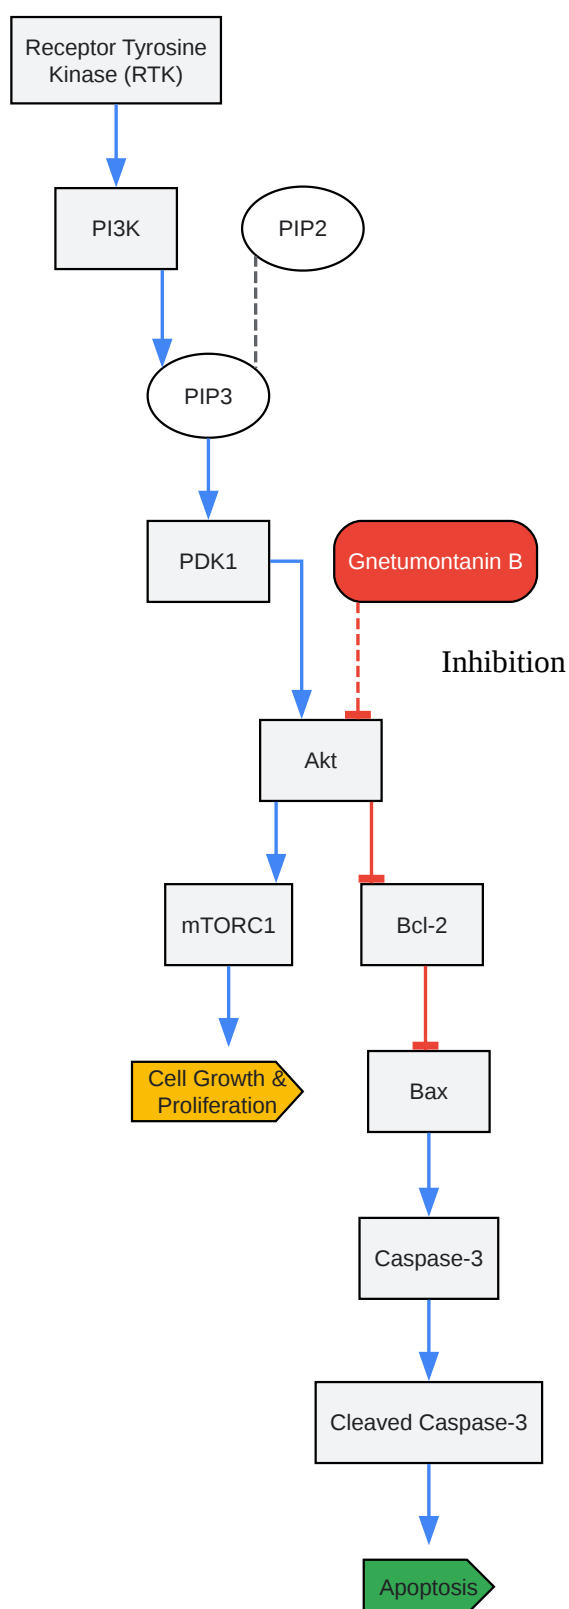 Receptor Tyrosine
Kinase (RTK)
PI3K
PIP2
PIP3
PDK1
Gnetumontanin B
Inhibition
Akt
mTORC1
Bcl-2
Cell Growth &
Proliferation
Bax
Caspase-3
Cleaved Caspase-3
Apoptosis